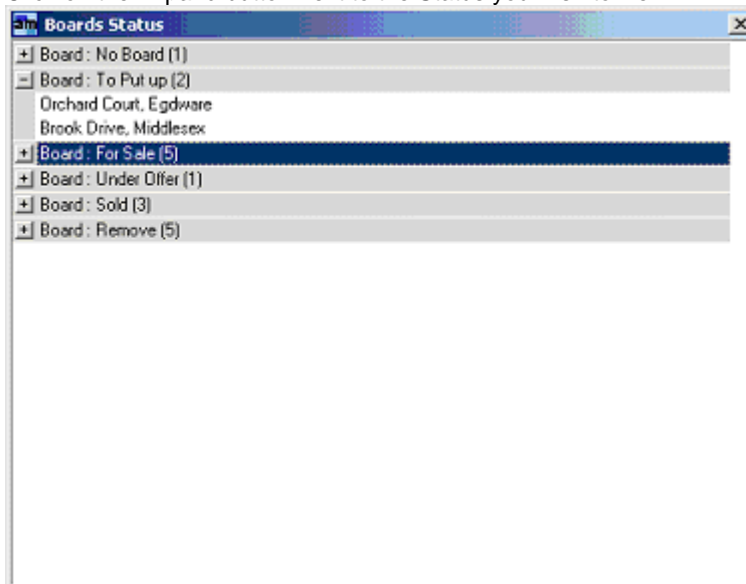 am Boards Status
Board : No Board (1)
Board : To Put up (2)
Orchard Court, Egdware
Brook Drive, Middlesex
Board : For Sale (5)
Board : Under Offer (1)
Board : Sold (3)
Board : Remove (5)